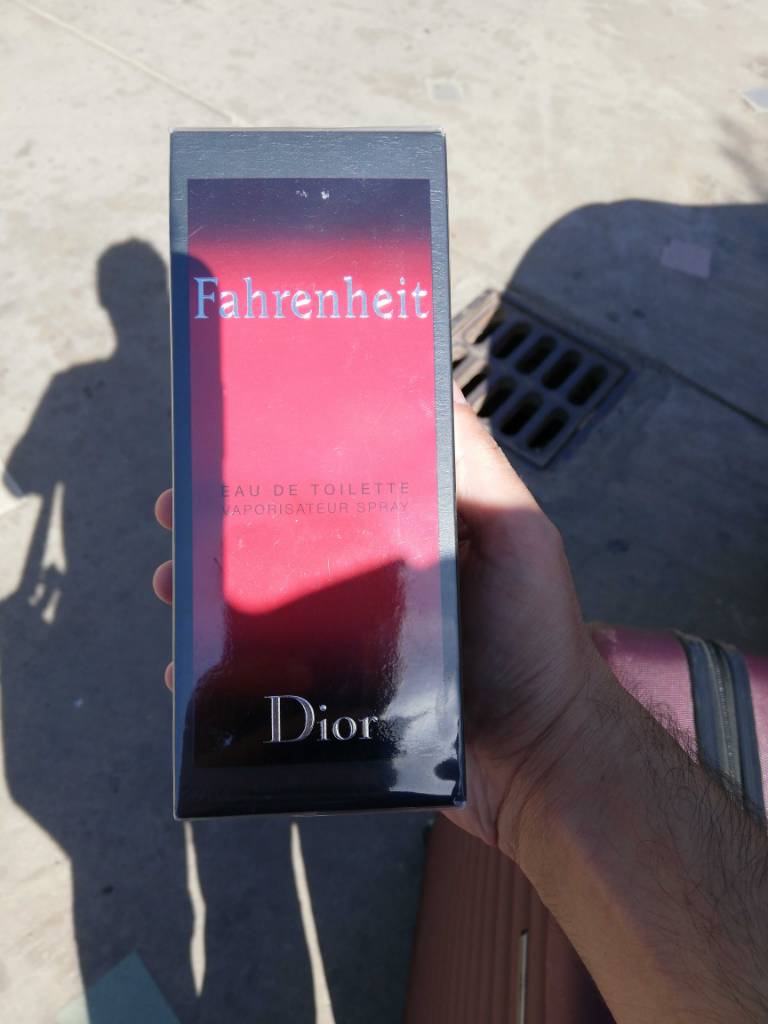 Fahrenheit
EAU DE TOILETTE
VAPORISATEUR SPRAY
Dior